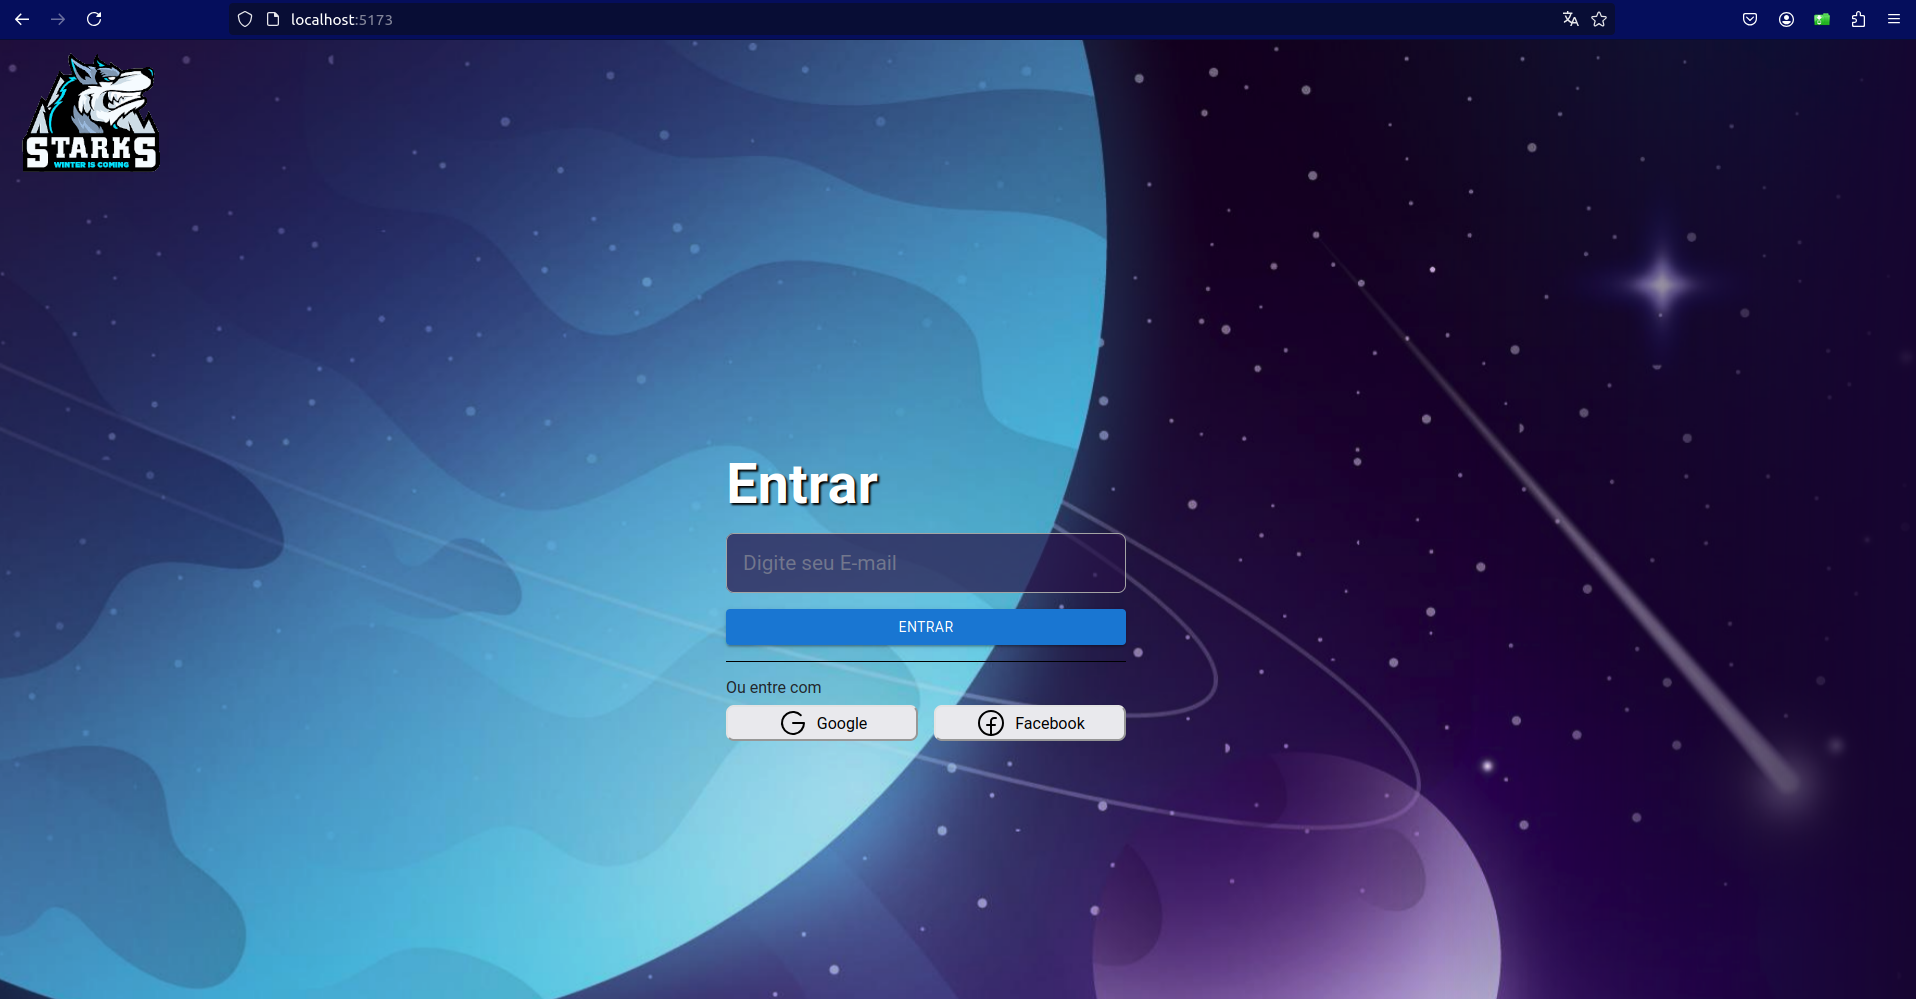 localhost:5173
STARKS
WINTER IS COMING
Entrar
Digite seu E-mail
ENTRAR
Ou entre com
Google
Facebook